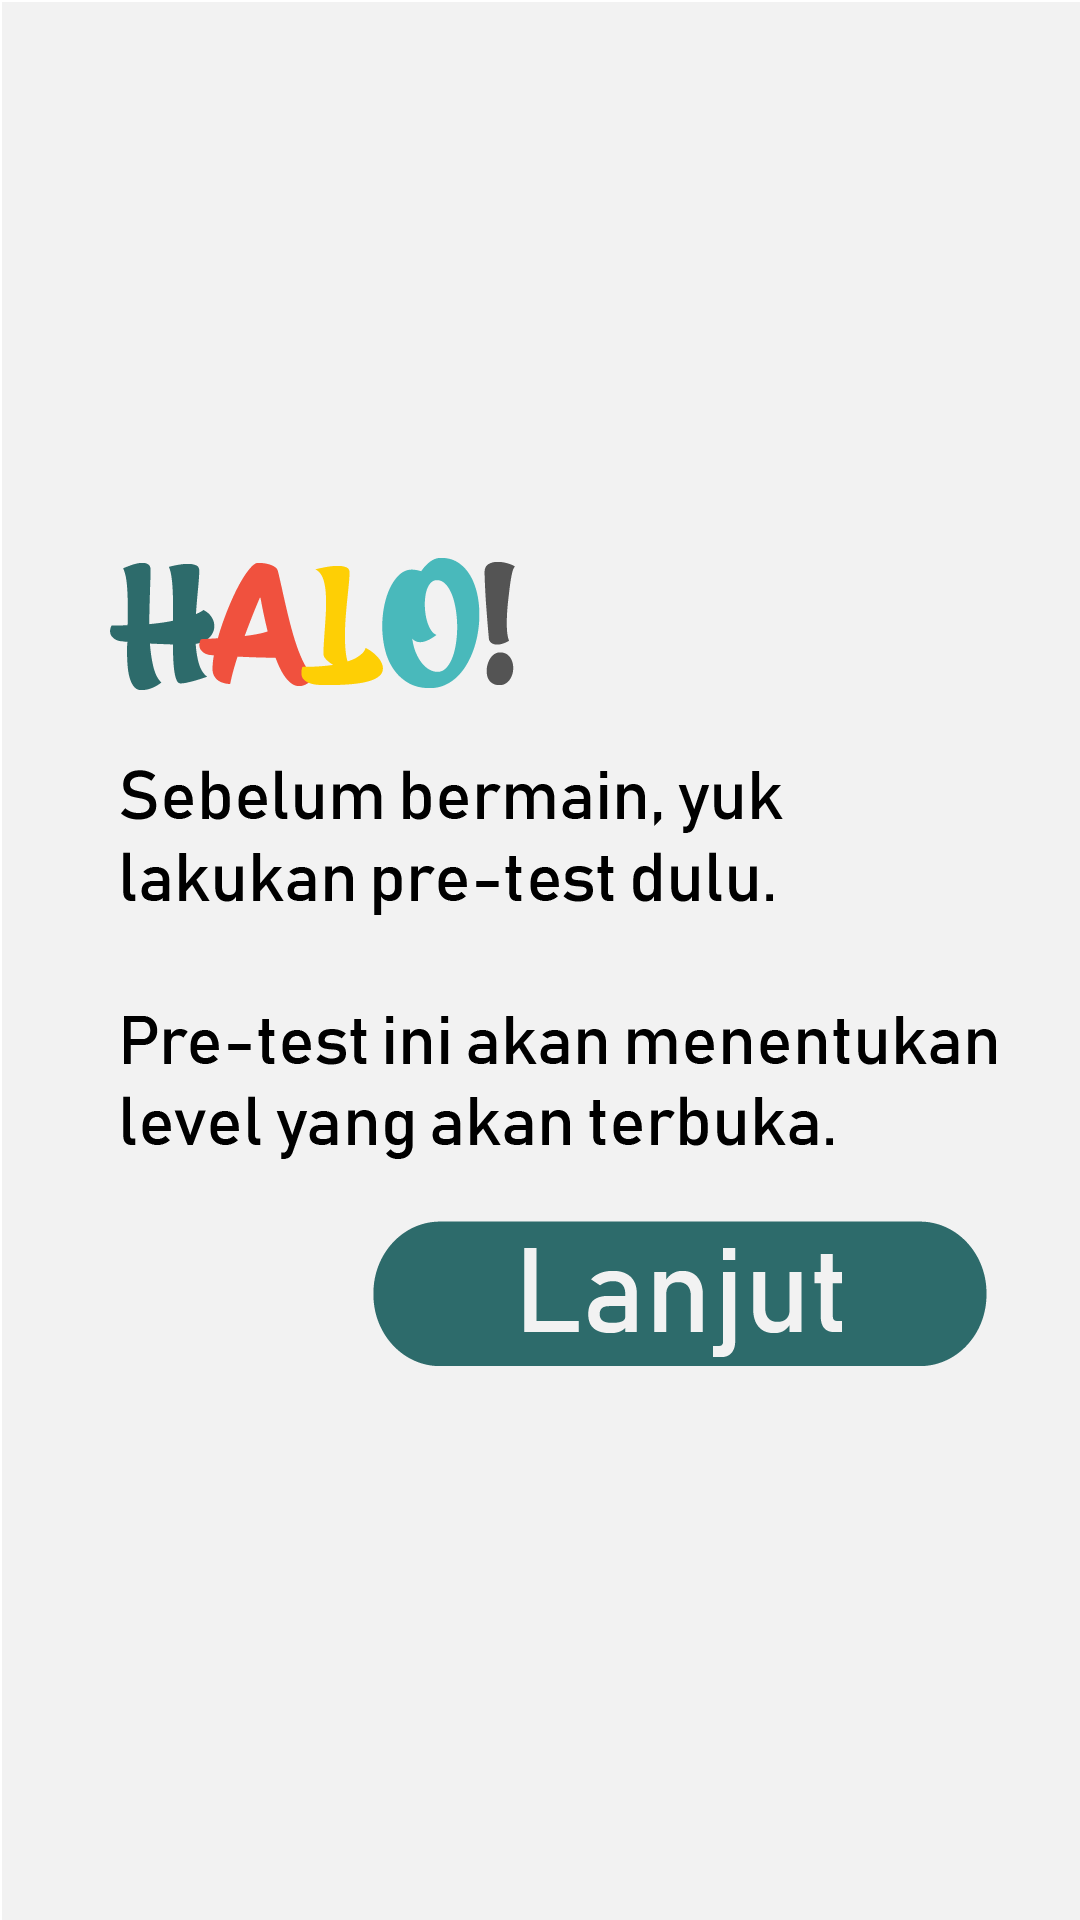 HALO!
Sebelum bermain, yuk
lakukan pre-test dulu.
Pre-test ini akan menentukan
level yang akan terbuka.
Lanjut